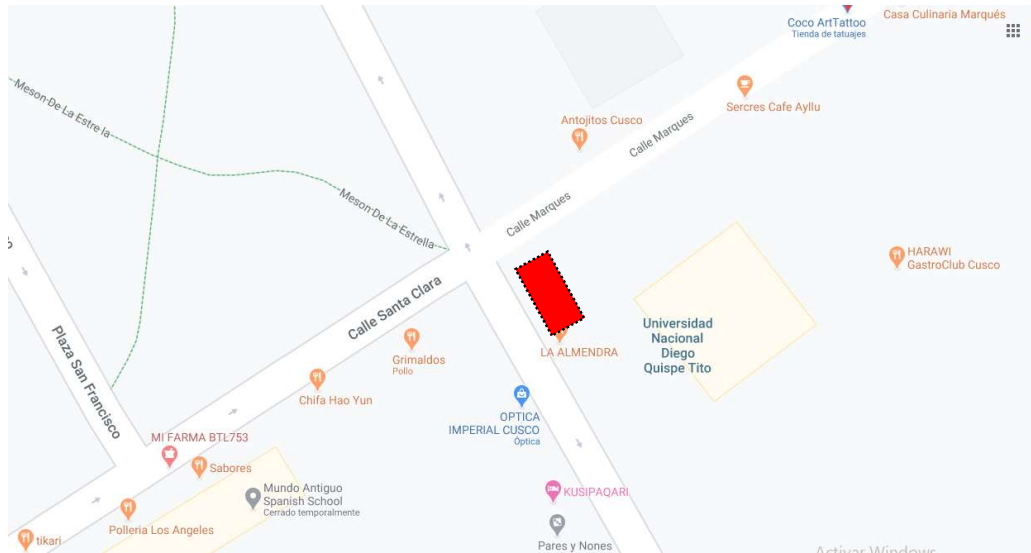 Coco ArtTattoo
Tienda de tatuajes
Casa Culinaria Marqués
Meson De La Estrella
Antojitos Cusco
Sercres Cafe Ayllu
Calle Marques
Calle Marques
Meson De La Estrella
HARAWI
GastroClub Cusco
Calle Santa Clara
Universidad
Nacional
Diego
Quispe Tito
LA ALMENDRA
Grimaldos
Pollo
Plaza San Francisco
Chifa Hao Yun
OPTICA
IMPERIAL CUSCO
Óptica
MI FARMA BTL753
Sabores
Mundo Antiguo
Spanish School
Cerrado temporalmente
KUSIPAQARI
Polleria Los Angeles
tikari
Pares y Nones
Activar Windows